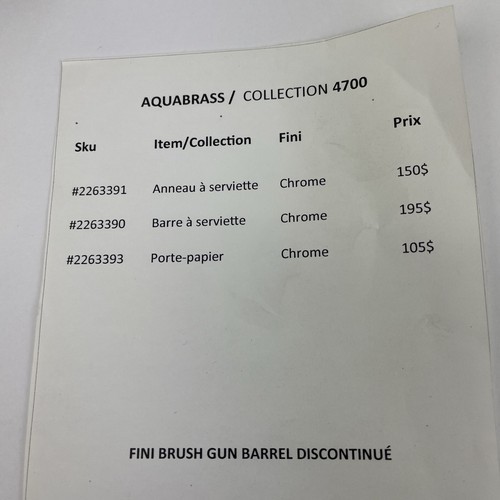 AQUABRASS / COLLECTION 4700
Sku Item/Collection Fini Prix
#2263391 Anneau à serviette Chrome 150$
#2263390 Barre à serviette Chrome 195$
#2263393 Porte-papier Chrome 105$
FINI BRUSH GUN BARREL DISCONTINUÉ